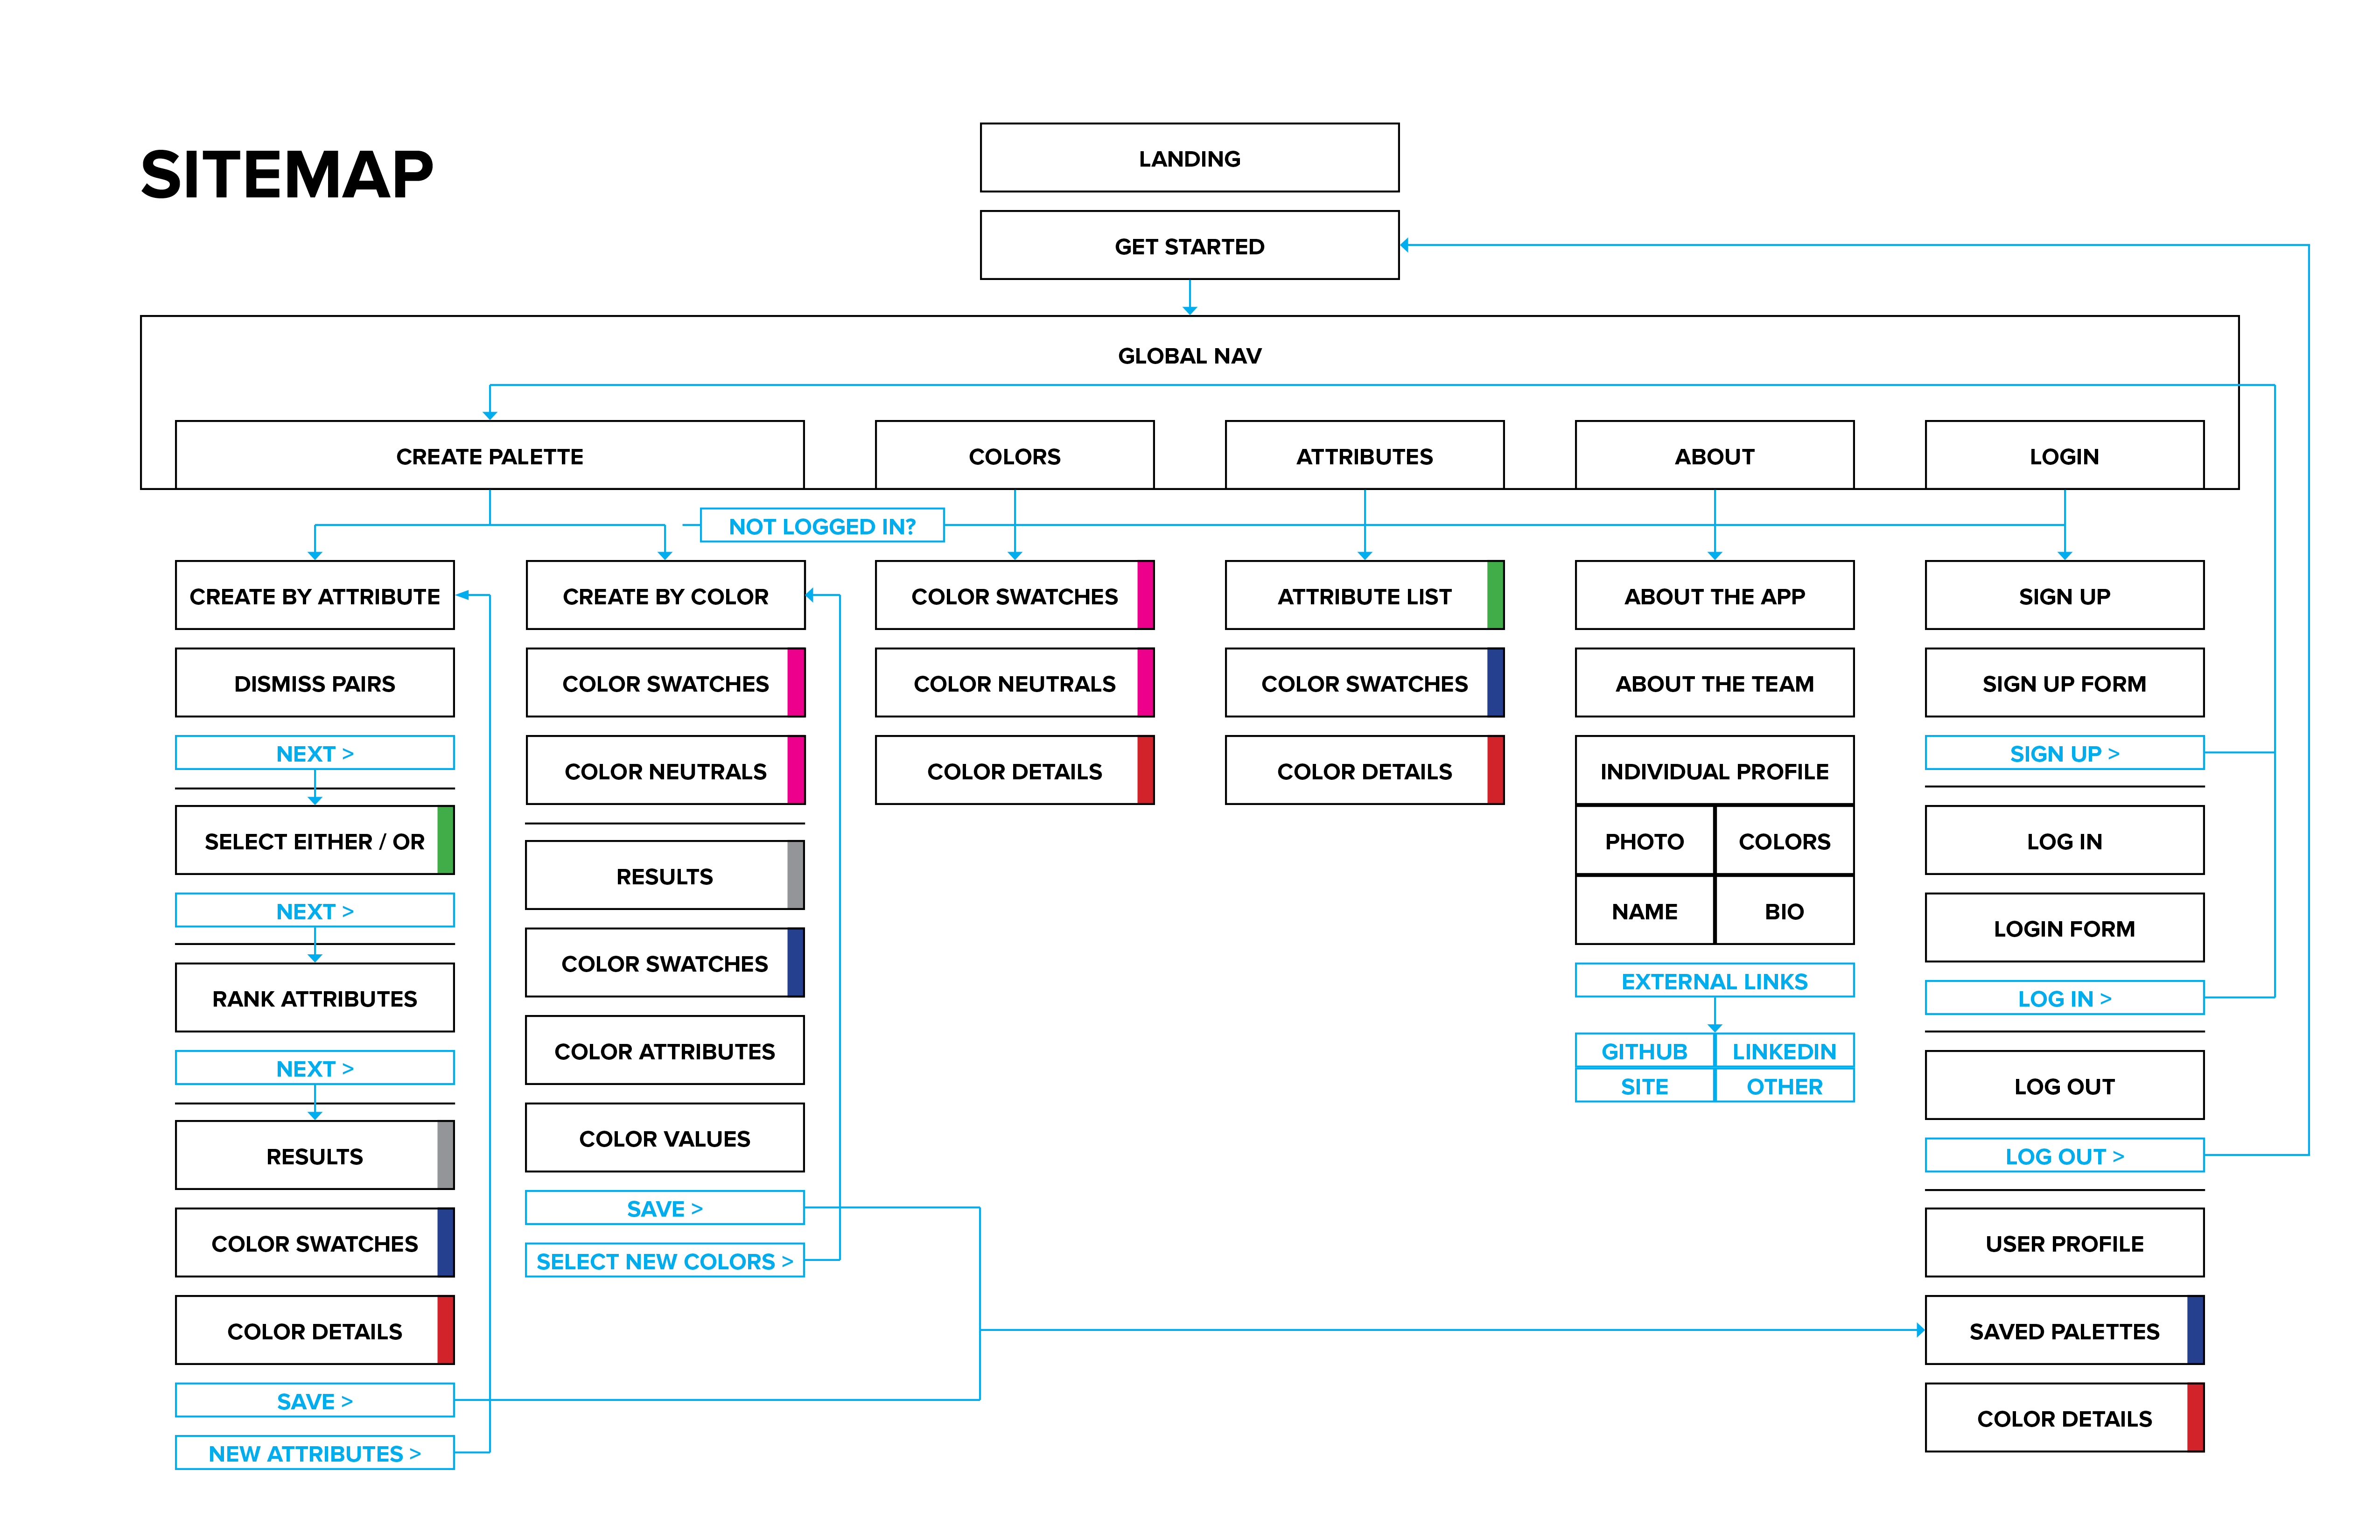 SITEMAP
LANDING
GET STARTED
GLOBAL NAV
CREATE PALETTE
COLORS
ATTRIBUTES
ABOUT
LOGIN
NOT LOGGED IN?
CREATE BY ATTRIBUTE
DISMISS PAIRS
NEXT >
SELECT EITHER / OR
NEXT >
RANK ATTRIBUTES
NEXT >
RESULTS
COLOR SWATCHES
COLOR DETAILS
SAVE >
NEW ATTRIBUTES >
CREATE BY COLOR
COLOR SWATCHES
COLOR NEUTRALS
RESULTS
COLOR SWATCHES
COLOR ATTRIBUTES
COLOR VALUES
SAVE >
SELECT NEW COLORS >
COLOR SWATCHES
COLOR NEUTRALS
COLOR DETAILS
ATTRIBUTE LIST
COLOR SWATCHES
COLOR DETAILS
ABOUT THE APP
ABOUT THE TEAM
INDIVIDUAL PROFILE
PHOTO
COLORS
NAME
BIO
EXTERNAL LINKS
GITHUB
LINKEDIN
SITE
OTHER
SIGN UP
SIGN UP FORM
SIGN UP >
LOG IN
LOGIN FORM
LOG IN >
LOG OUT
LOG OUT >
USER PROFILE
SAVED PALETTES
COLOR DETAILS